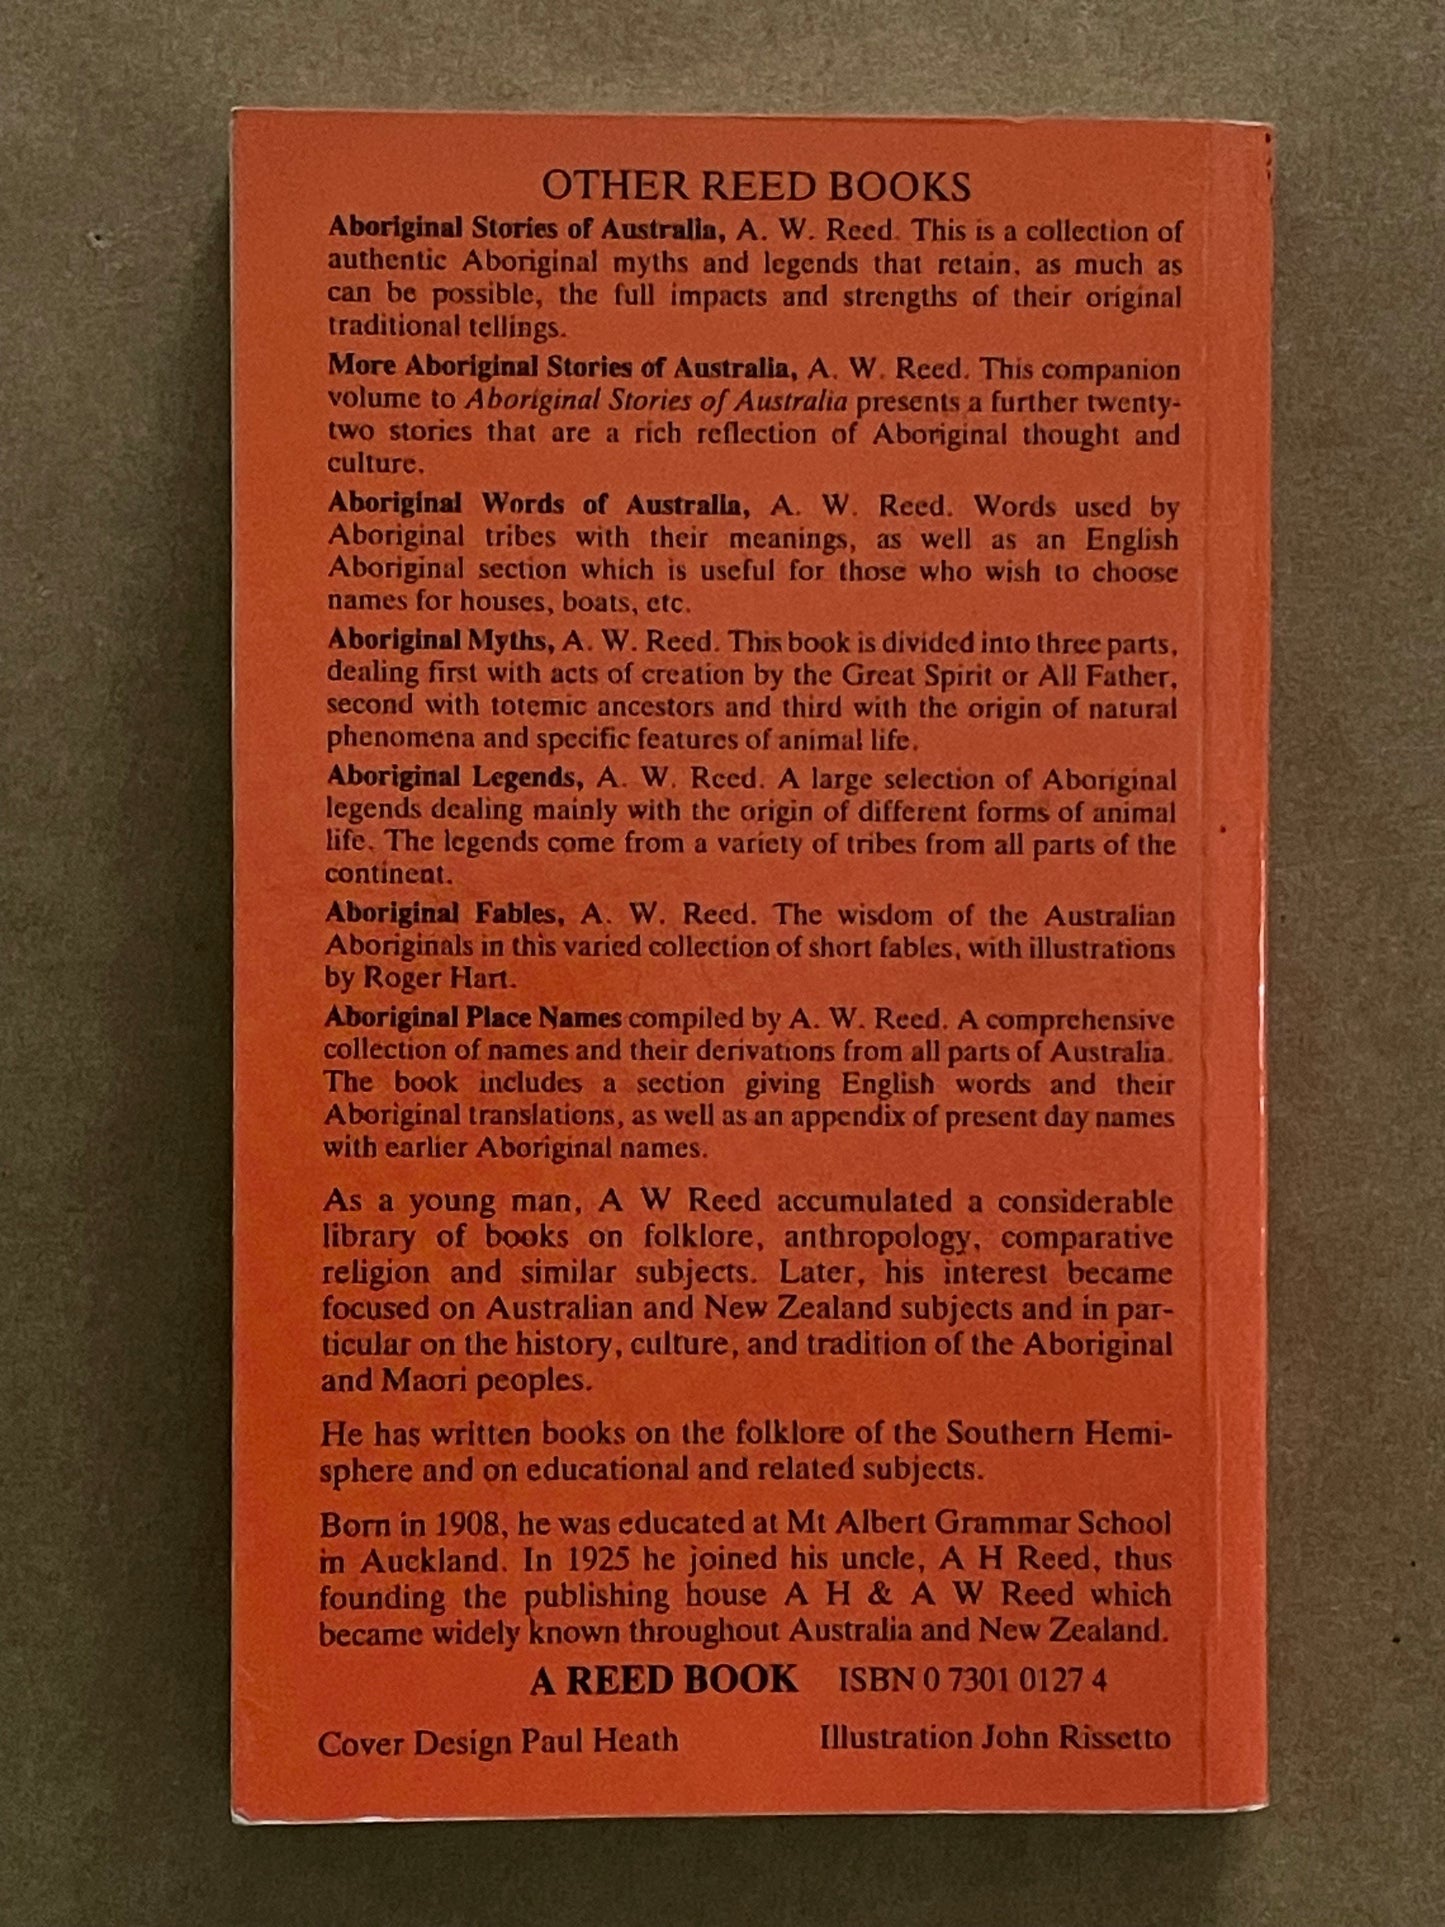 OTHER REED BOOKS
Aboriginal Stories of Australia, A. W. Reed. This is a collection of
authentic Aboriginal myths and legends that retain, as much as
can be possible, the full impacts and strengths of their original
traditional tellings.
More Aboriginal Stories of Australia, A. W. Reed. This companion
volume to Aboriginal Stories of Australia presents a further twenty-
two stories that are a rich reflection of Aboriginal thought and
culture.
Aboriginal Words of Australia, A. W. Reed. Words used by
Aboriginal tribes with their meanings, as well as an English
Aboriginal section which is useful for those who wish to choose
names for houses, boats, etc.
Aboriginal Myths, A. W. Reed. This book is divided into three parts,
dealing first with acts of creation by the Great Spirit or All Father,
second with totemic ancestors and third with the origin of natural
phenomena and specific features of animal life.
Aboriginal Legends, A. W. Reed. A large selection of Aboriginal
legends dealing mainly with the origin of different forms of animal
life. The legends come from a variety of tribes from all parts of the
continent.
Aboriginal Fables, A. W. Reed. The wisdom of the Australian
Aboriginals in this varied collection of short fables, with illustrations
by Roger Hart.
Aboriginal Place Names compiled by A. W. Reed. A comprehensive
collection of names and their derivations from all parts of Australia.
The book includes a section giving English words and their
Aboriginal translations, as well as an appendix of present day names
with earlier Aboriginal names.
As a young man, A W Reed accumulated a considerable
library of books on folklore, anthropology, comparative
religion and similar subjects. Later, his interest became
focused on Australian and New Zealand subjects and in par-
ticular on the history, culture, and tradition of the Aboriginal
and Maori peoples.
He has written books on the folklore of the Southern Hemi-
sphere and on educational and related subjects.
Born in 1908, he was educated at Mt Albert Grammar School
in Auckland. In 1925 he joined his uncle, A H Reed, thus
founding the publishing house A H & A W Reed which
became widely known throughout Australia and New Zealand.
A REED BOOK ISBN 0 7301 0127 4
Cover Design Paul Heath Illustration John Rissetto